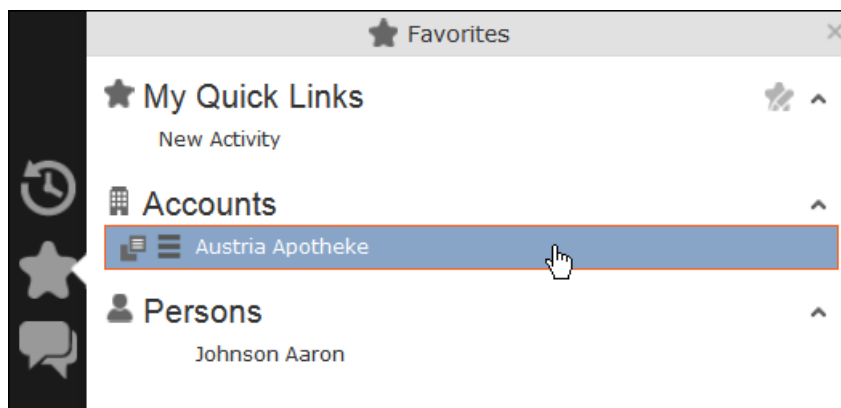 Favorites
My Quick Links
New Activity
Accounts
Austria Apotheke
Persons
Johnson Aaron